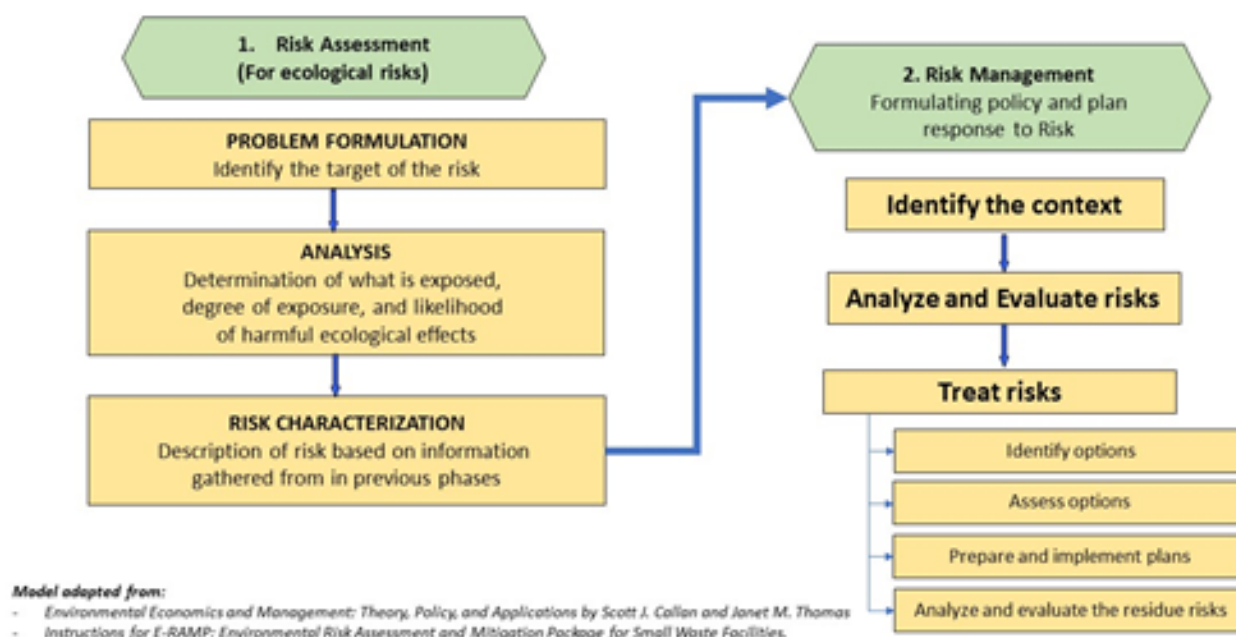 1. Risk Assessment
(For ecological risks)
PROBLEM FORMULATION
Identify the target of the risk
ANALYSIS
Determination of what is exposed,
degree of exposure, and likelihood
of harmful ecological effects
RISK CHARACTERIZATION
Description of risk based on information
gathered from in previous phases
2. Risk Management
Formulating policy and plan
response to Risk
Identify the context
Analyze and Evaluate risks
Treat risks
Identify options
Assess options
Prepare and implement plans
Analyze and evaluate the residue risks
Model adapted from:
- Environmental Economics and Management: Theory, Policy, and Applications by Scott J. Callan and Janet M. Thomas
- Instructions for E-RAMP: Environmental Risk Assessment and Mitigation Package for Small Waste Facilities.